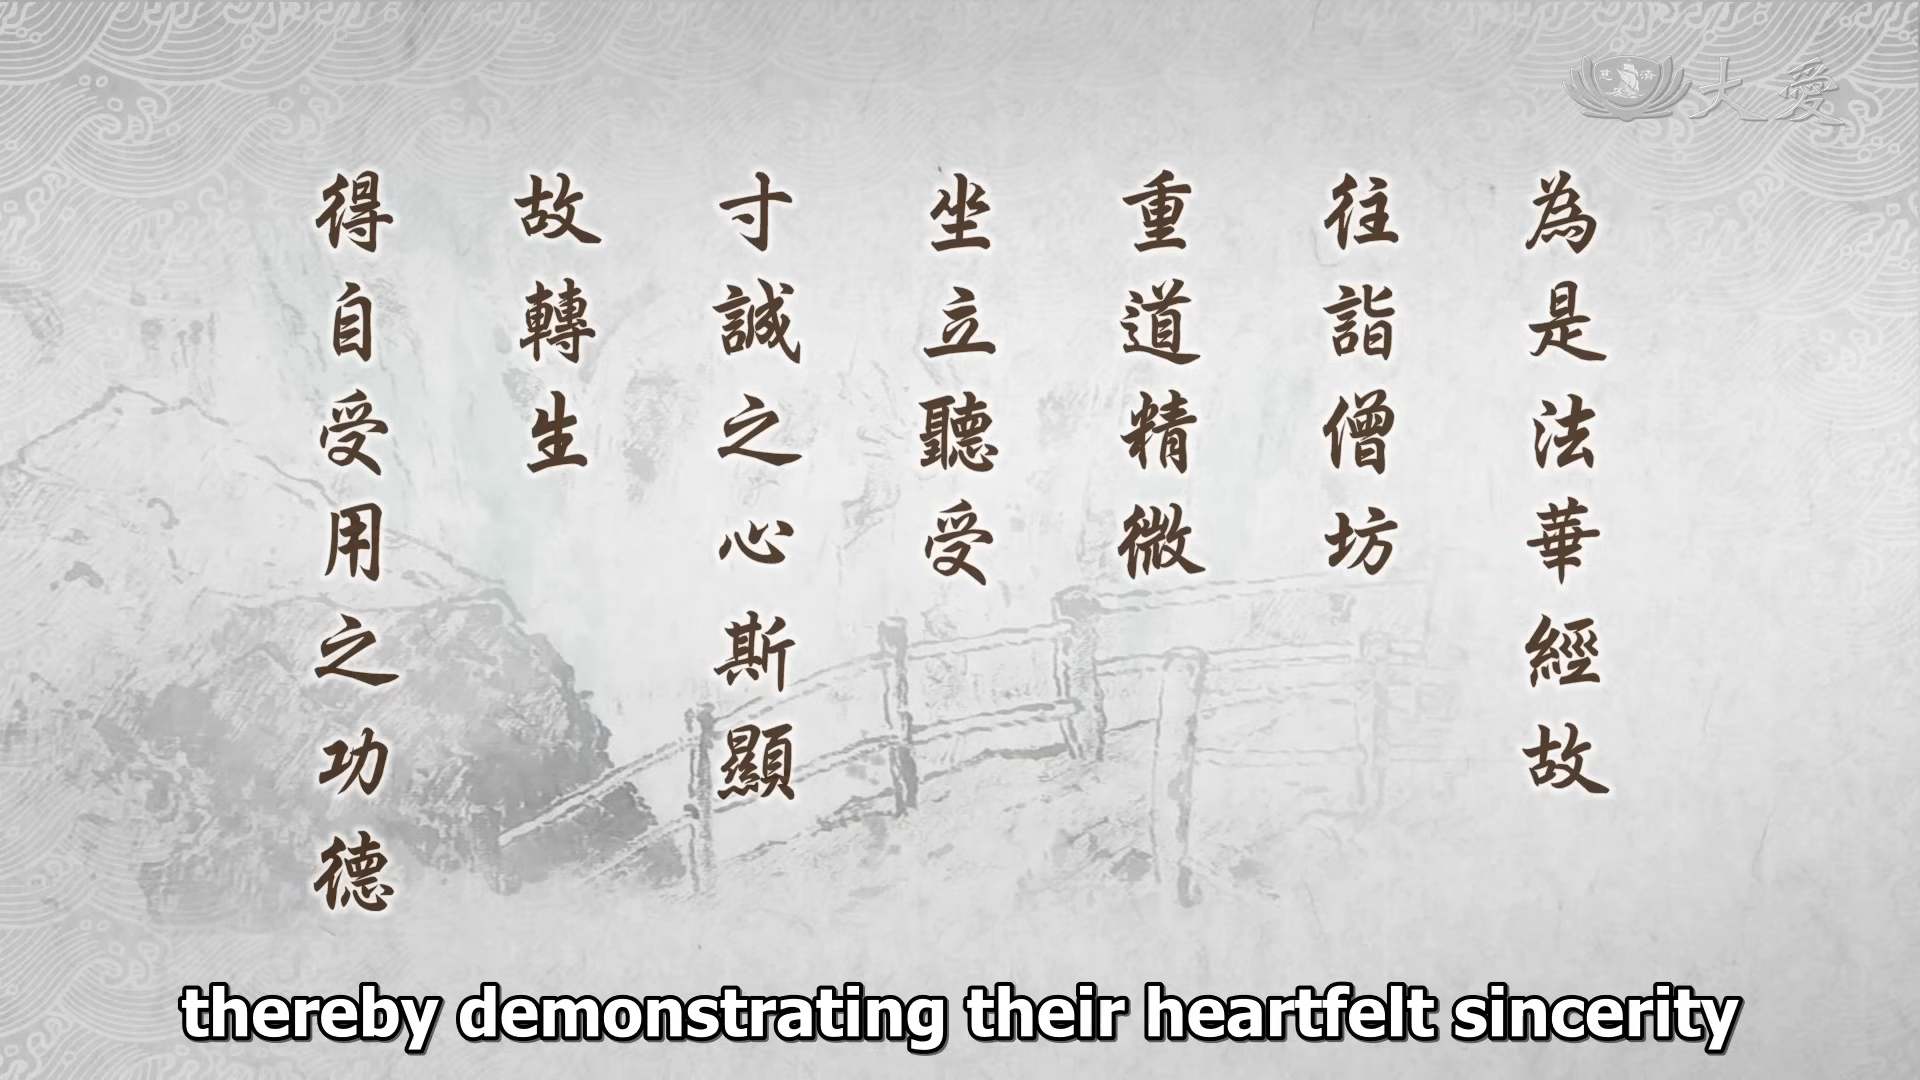 慈濟
大愛
為是法華經故
往詣僧坊
重道精微
坐立聽受
寸誠之心斯顯
故轉生
得自受用之功德
thereby demonstrating their heartfelt sincerity